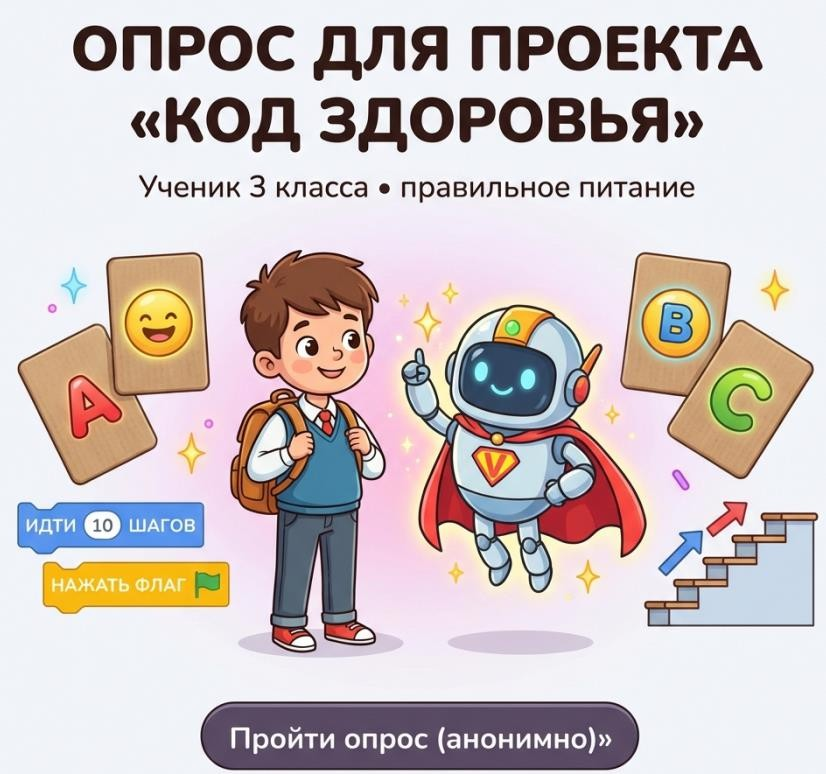 ОПРОС ДЛЯ ПРОЕКТА
«КОД ЗДОРОВЬЯ»
Ученик 3 класса • правильное питание
A
B
C
V
ИДТИ 10 ШАГОВ
НАЖАТЬ ФЛАГ
Пройти опрос (анонимно)»